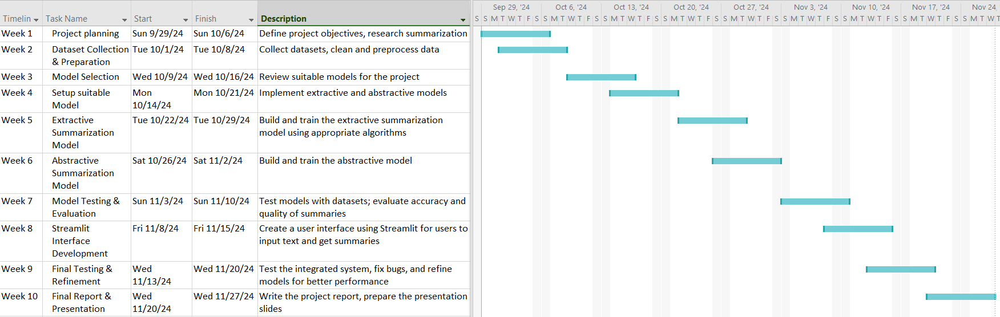 Timelin Task Name Start Finish Description
Sep 29, '24 Oct 6, '24 Oct 13, '24 Oct 20, '24 Oct 27, '24 Nov 3, '24 Nov 10, '24 Nov 17, '24 Nov 24,
S S M T W T F S S M T W T F S S M T W T F S S M T W T F S S M T W T F S S M T W T F S S M T W T F S S M T W T F S S M T W T
Week 1 Project planning Sun 9/29/24 Sun 10/6/24 Define project objectives, research summarization
Week 2 Dataset Collection Tue 10/1/24 Tue 10/8/24 Collect datasets, clean and preprocess data
& Preparation
Week 3 Model Selection Wed 10/9/24 Wed 10/16/24 Review suitable models for the project
Week 4 Setup suitable Mon Mon 10/21/24 Implement extractive and abstractive models
Model 10/14/24
Week 5 Extractive Tue 10/22/24 Tue 10/29/24 Build and train the extractive summarization
Summarization model using appropriate algorithms
Model
Week 6 Abstractive Sat 10/26/24 Sat 11/2/24 Build and train the abstractive model
Summarization
Model
Week 7 Model Testing & Sun 11/3/24 Sun 11/10/24 Test models with datasets; evaluate accuracy and
Evaluation quality of summaries
Week 8 Streamlit Fri 11/8/24 Fri 11/15/24 Create a user interface using Streamlit for users to
Interface input text and get summaries
Development
Week 9 Final Testing & Wed Wed 11/20/24 Test the integrated system, fix bugs, and refine
Refinement 11/13/24 models for better performance
Week 10 Final Report & Wed Wed 11/27/24 Write the project report, prepare the presentation
Presentation 11/20/24 slides